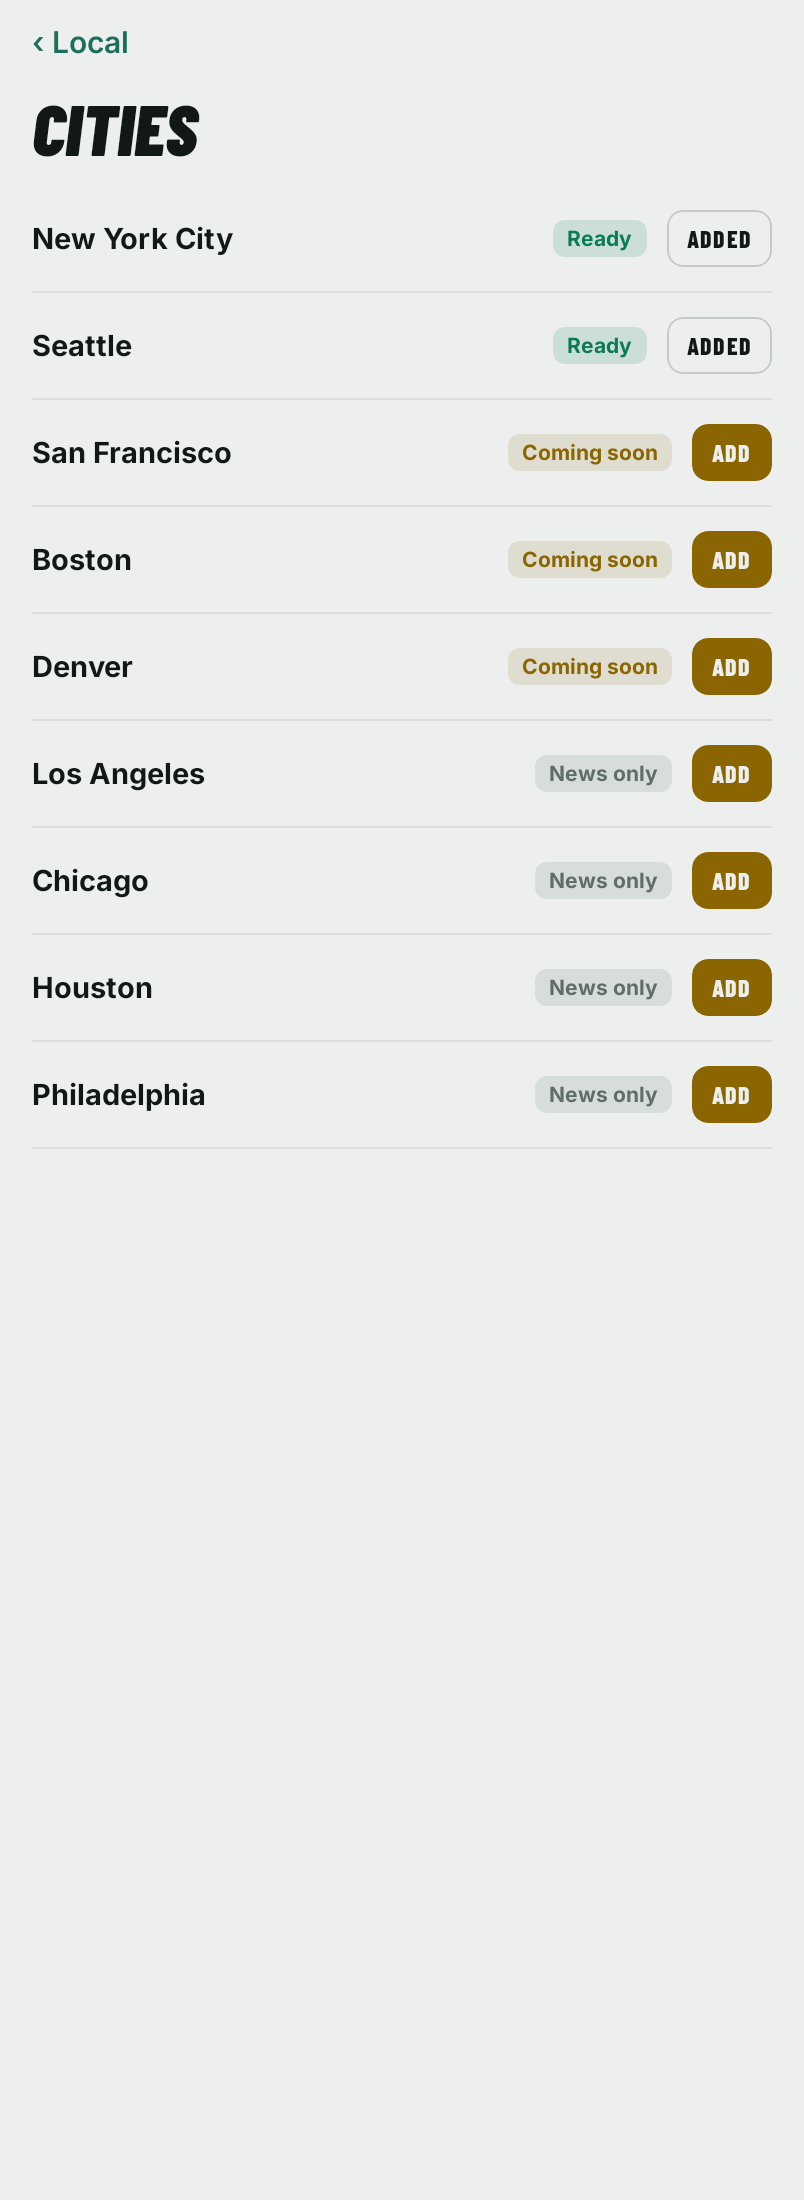 ‹ Local
CITIES
New York City Ready ADDED
Seattle Ready ADDED
San Francisco Coming soon ADD
Boston Coming soon ADD
Denver Coming soon ADD
Los Angeles News only ADD
Chicago News only ADD
Houston News only ADD
Philadelphia News only ADD